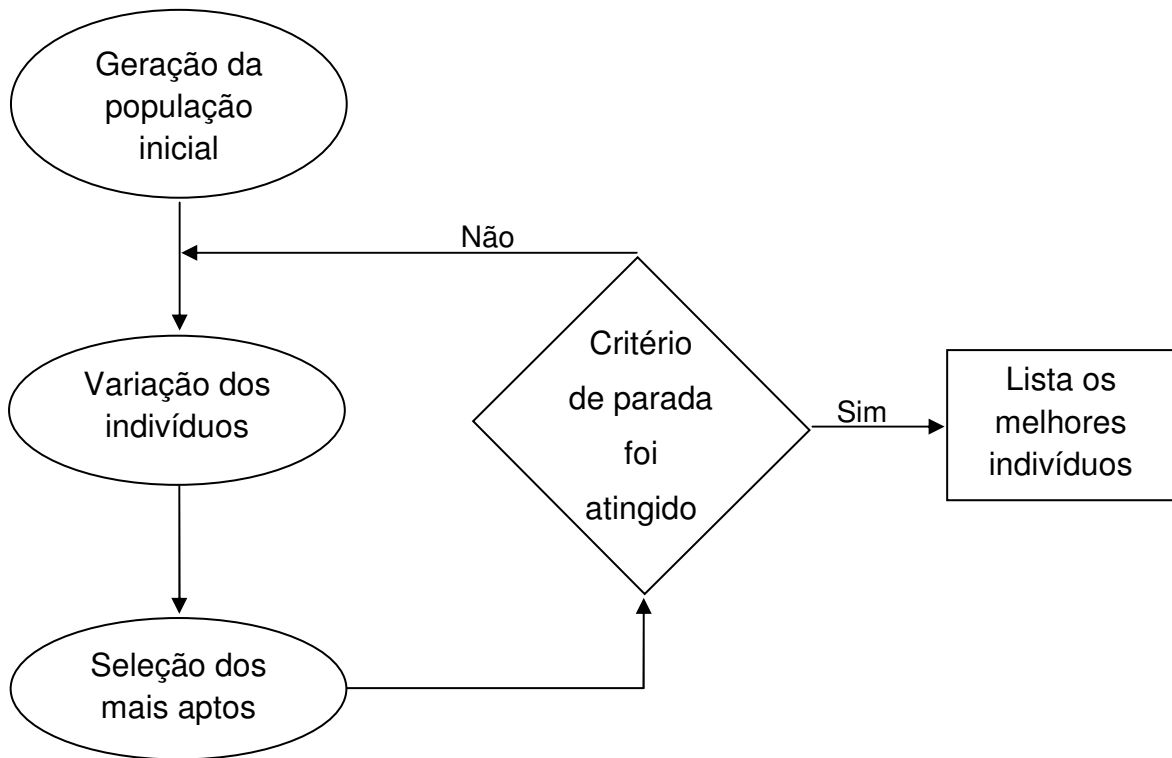 Geração da
população
inicial
Não
Variação dos
indivíduos
Critério
de parada
foi
atingido
Sim
Lista os
melhores
indivíduos
Seleção dos
mais aptos